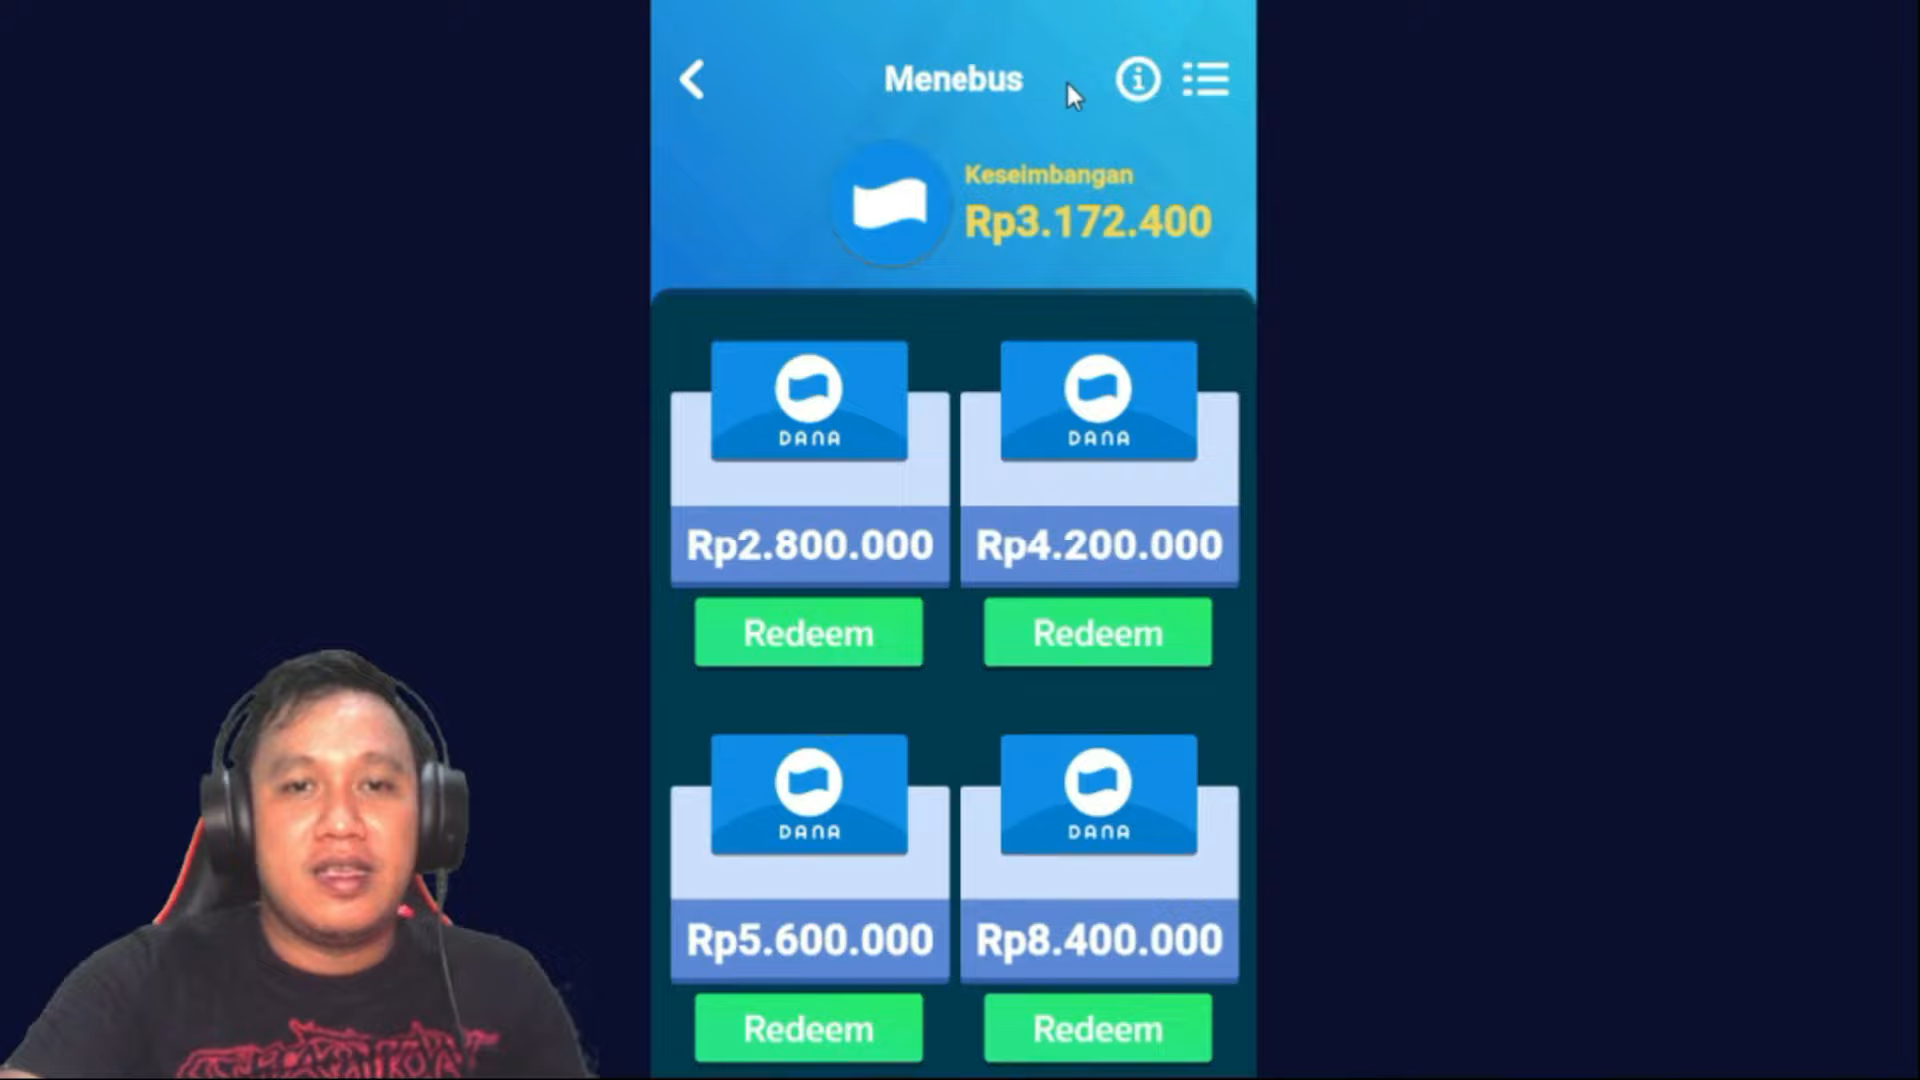 Menebus
Keseimbangan
Rp3.172.400
DANA
DANA
Rp2.800.000
Rp4.200.000
Redeem
Redeem
DANA
DANA
Rp5.600.000
Rp8.400.000
Redeem
Redeem